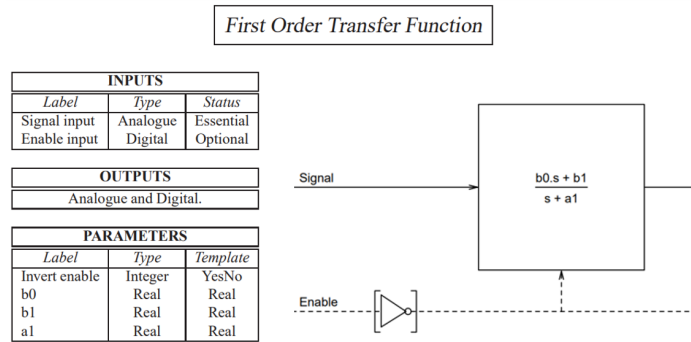 First Order Transfer Function
INPUTS
Label Type Status
Signal input Analogue Essential
Enable input Digital Optional
OUTPUTS
Analogue and Digital.
PARAMETERS
Label Type Template
Invert enable Integer YesNo
b0 Real Real
b1 Real Real
a1 Real Real
Signal
b0.s + b1
s + a1
Enable